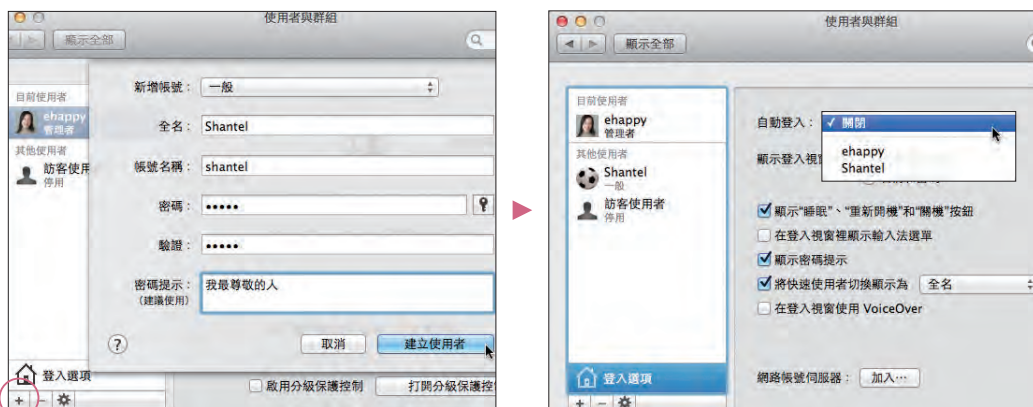 使用者與群組
顯示全部
目前使用者
ehappy
管理者
其他使用者
訪客使用
停用
登入選項
新增帳號： 一般
全名： Shantel
帳號名稱： shantel
密碼： •••••
驗證： •••••
密碼提示： 我最尊敬的人
（建議使用）
? 取消 建立使用者
啟用分級保護控制 打開分級保護控
+ -
使用者與群組
顯示全部
目前使用者
ehappy
管理者
其他使用者
Shantel
一般
訪客使用者
停用
登入選項
+ -
自動登入： ✓ 關閉
ehappy
Shantel
顯示登入視窗
顯示“睡眠”、“重新開機”和“關機”按鈕
在登入視窗裡顯示輸入法選單
顯示密碼提示
將快速使用者切換顯示為 全名
在登入視窗使用 VoiceOver
網路帳號伺服器： 加入…